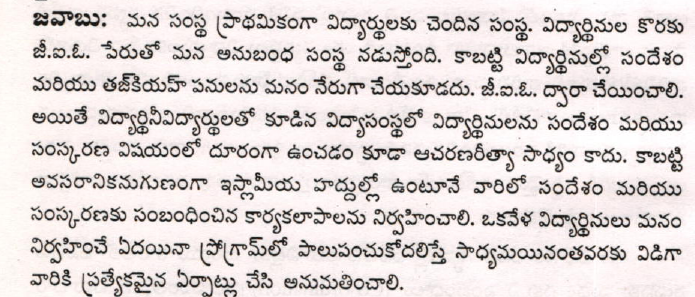 జవాబు: మన సంస్థ ప్రాథమికంగా విద్యార్థులకు చెందిన సంస్థ. విద్యార్థినుల కొరకు
జీ.ఐ.ఓ. పేరుతో మన అనుబంధ సంస్థ నడుస్తోంది. కాబట్టి విద్యార్థినుల్లో సందేశం
మరియు తజ్‌కియహ్ పనులను మనం నేరుగా చేయకూడదు. జీ.ఐ.ఓ. ద్వారా చేయించాలి.
అయితే విద్యార్థినీవిద్యార్థులతో కూడిన విద్యాసంస్థలో విద్యార్థినులను సందేశం మరియు
సంస్కరణ విషయంలో దూరంగా ఉంచడం కూడా ఆచరణరీత్యా సాధ్యం కాదు. కాబట్టి
అవసరానికనుగుణంగా ఇస్లామీయ హద్దుల్లో ఉంటూనే వారిలో సందేశం మరియు
సంస్కరణకు సంబంధించిన కార్యకలాపాలను నిర్వహించాలి. ఒకవేళ విద్యార్థినులు మనం
నిర్వహించే ఏదయినా ప్రోగ్రామ్‌లో పాలుపంచుకోదలిస్తే సాధ్యమయినంతవరకు విడిగా
వారికి ప్రత్యేకమైన ఏర్పాట్లు చేసి అనుమతించాలి.